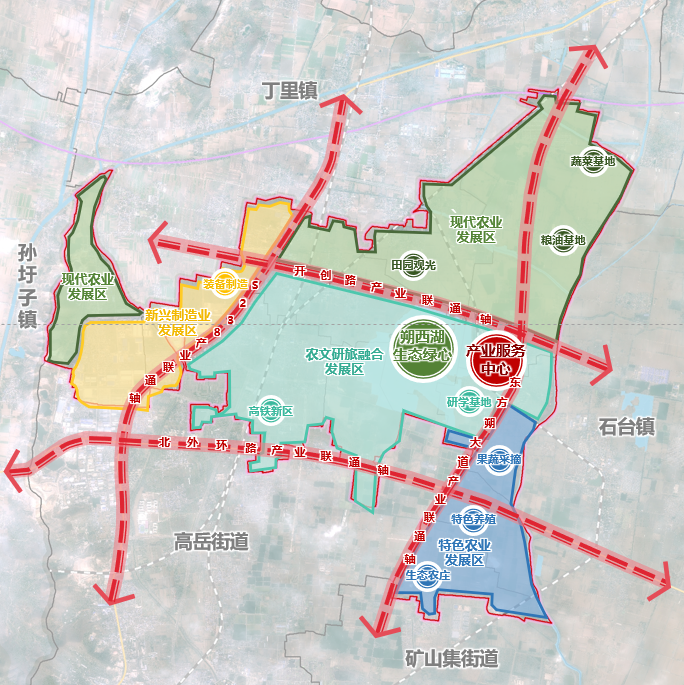 丁里镇
蔬菜基地
现代农业
发展区
粮油基地
孙圩子镇
田园观光
现代农业
发展区
装备制造
开创路产业联通轴
新兴制造业
发展区
S238产业联通轴
朔西湖
生态绿心
产业服务
中心
农文研旅融合
发展区
研学基地
高铁新区
东方朔大道产业联通轴
石台镇
北外环路产业联通轴
果蔬采摘
特色养殖
高岳街道
特色农业
发展区
生态农庄
矿山集街道